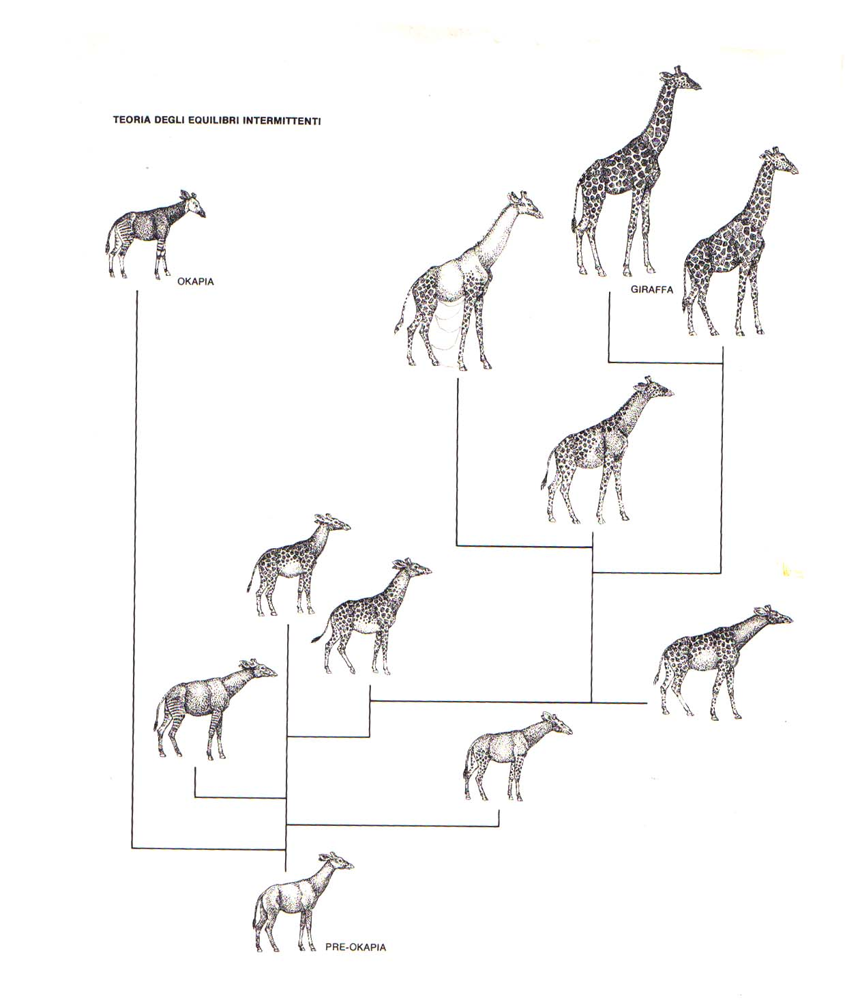 TEORIA DEGLI EQUILIBRI INTERMITTENTI
OKAPIA
GIRAFFA
PRE-OKAPIA